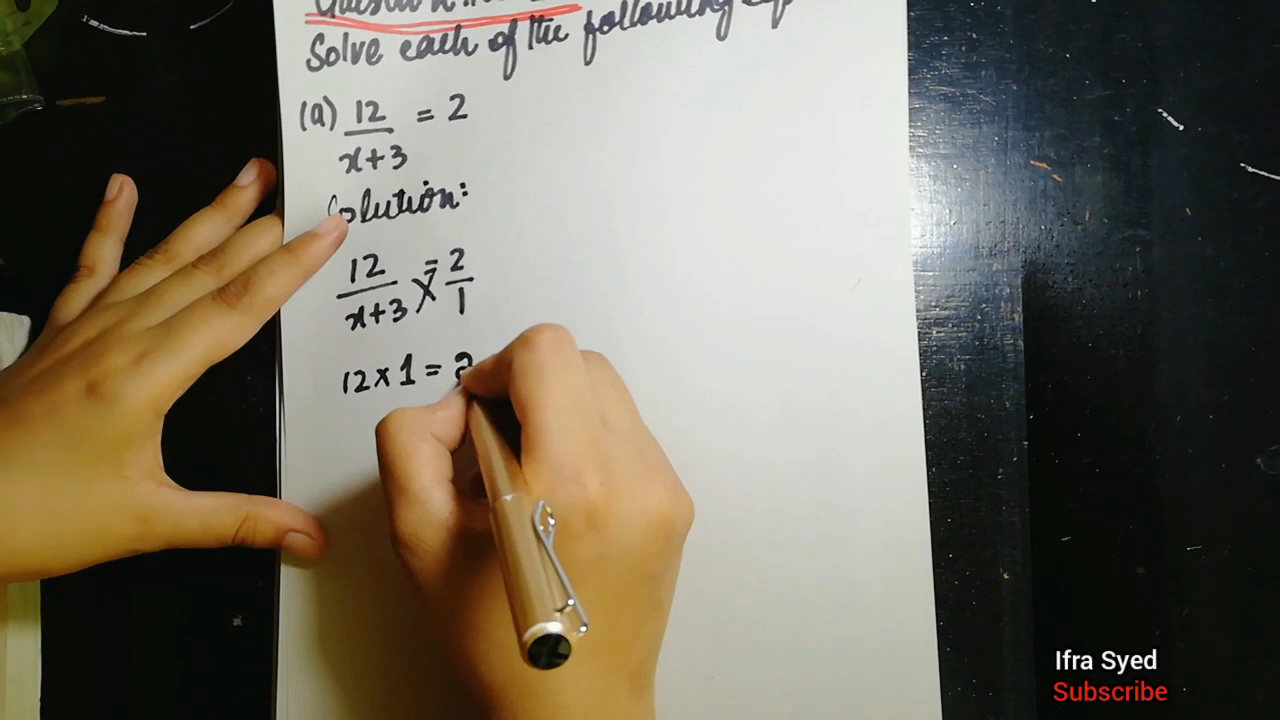 Solve each of the following
(a) 12/x+3 = 2
Solution:
12/x+3 = 2/1
12 × 1 = 2
Ifra Syed
Subscribe